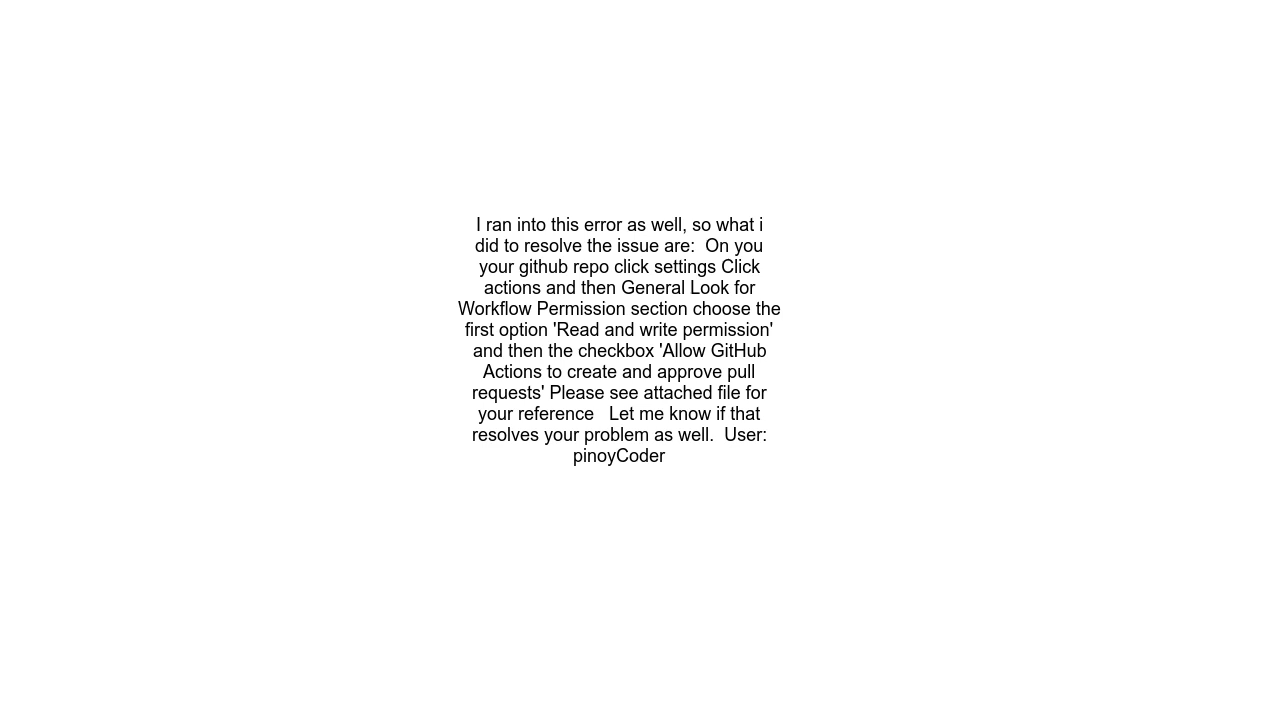 I ran into this error as well, so what i
did to resolve the issue are:  On you
your github repo click settings Click
actions and then General Look for
Workflow Permission section choose the
first option 'Read and write permission'
and then the checkbox 'Allow GitHub
Actions to create and approve pull
requests' Please see attached file for
your reference   Let me know if that
resolves your problem as well.  User:
pinoyCoder